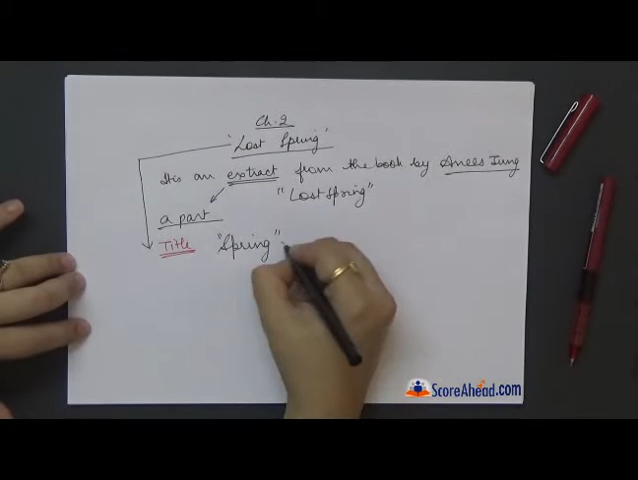 Ch.2
"Lost Spring"
It is an extract from the book by Anees Jung
"Lost Spring"
a part
Title "Spring"
ScoreAhead.com